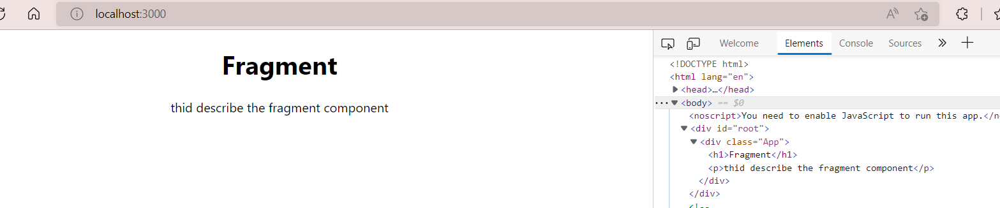 localhost:3000
Welcome Elements Console Sources
Fragment
thid describe the fragment component
<!DOCTYPE html>
<html lang="en">
<head>…</head>
<body> == $0
<noscript>You need to enable JavaScript to run this app.</n
<div id="root">
<div class="App">
<h1>Fragment</h1>
<p>thid describe the fragment component</p>
</div>
</div>
<!--